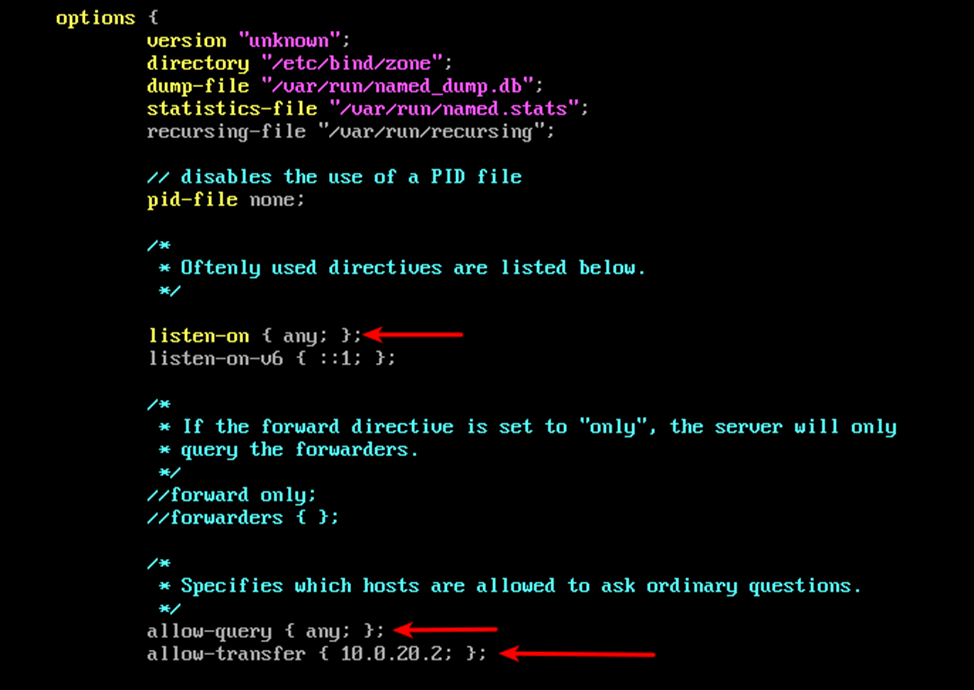 options {
version "unknown";
directory "/etc/bind/zone";
dump-file "/var/run/named_dump.db";
statistics-file "/var/run/named.stats";
recursing-file "/var/run/recursing";
// disables the use of a PID file
pid-file none;
/*
* Oftenly used directives are listed below.
*/
listen-on { any; };
listen-on-v6 { ::1; };
/*
* If the forward directive is set to "only", the server will only
* query the forwarders.
*/
//forward only;
//forwarders { };
/*
* Specifies which hosts are allowed to ask ordinary questions.
*/
allow-query { any; };
allow-transfer { 10.0.20.2; };